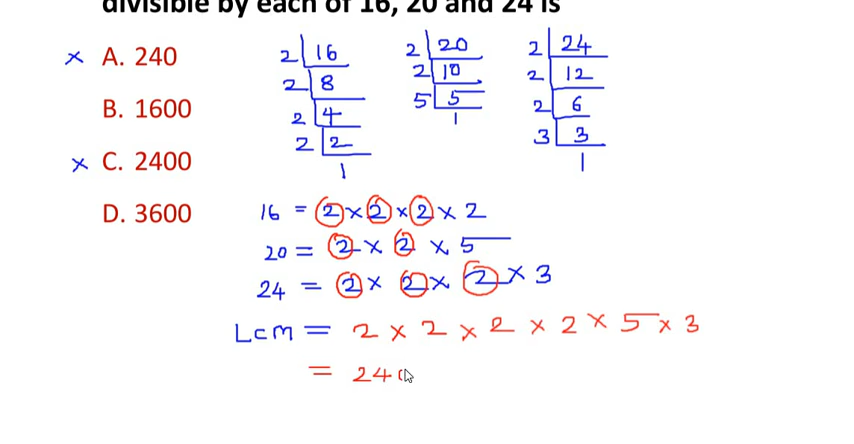 divisible by each of 16, 20 and 24 is
x A. 240
B. 1600
x C. 2400
D. 3600
2 16
2 8
2 4
2 2
1
2 20
2 10
5 5
1
2 24
2 12
2 6
3 3
1
16 = 2 x 2 x 2 x 2
20 = 2 x 2 x 5
24 = 2 x 2 x 2 x 3
Lcm = 2 x 2 x 2 x 2 x 5 x 3
= 240